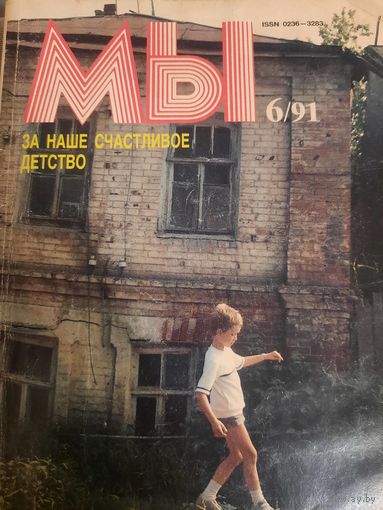 ISSN 0236—3283
МЫ
6/91
ЗА НАШЕ СЧАСТЛИВОЕ
ДЕТСТВО